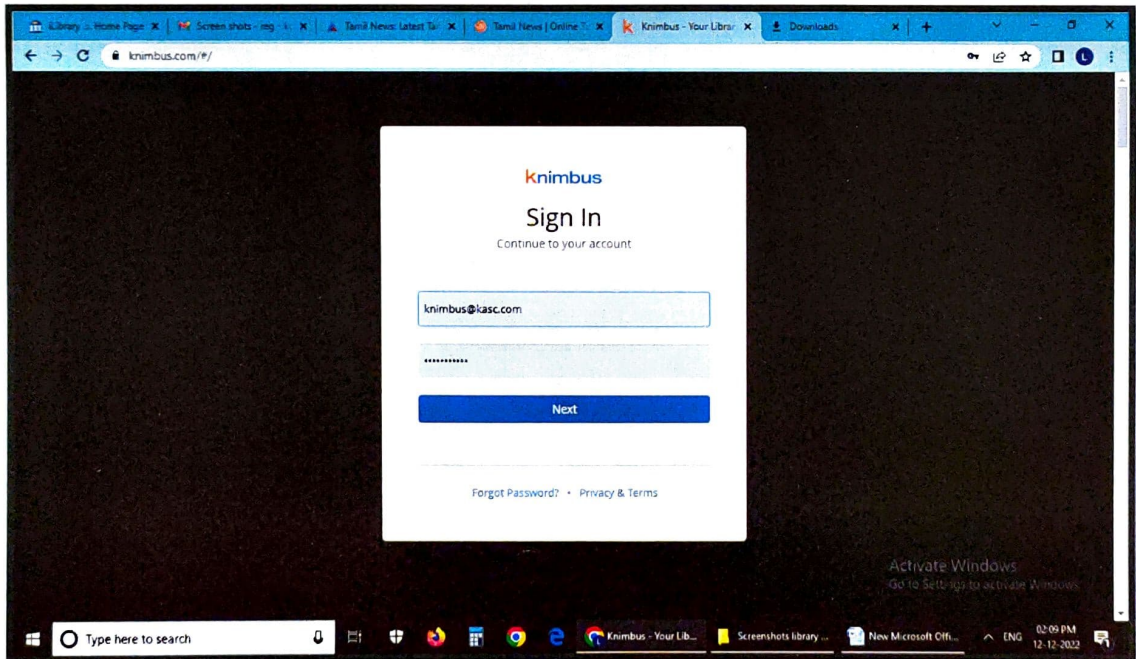 iLibrary :: Home Page
Screen shots - reg -
Tamil News: Latest
Tamil News | Online
Knimbus - Your Librar
Downloads
knimbus.com/#/
L
knimbus
Sign In
Continue to your account
knimbus@kasc.com
•••••••••••
Next
Forgot Password? • Privacy & Terms
Activate Windows
Go to Settings to activate Windows.
Type here to search
Knimbus - Your Lib...
Screenshots library ...
New Microsoft Offi...
ENG
02:09 PM
12-12-2022